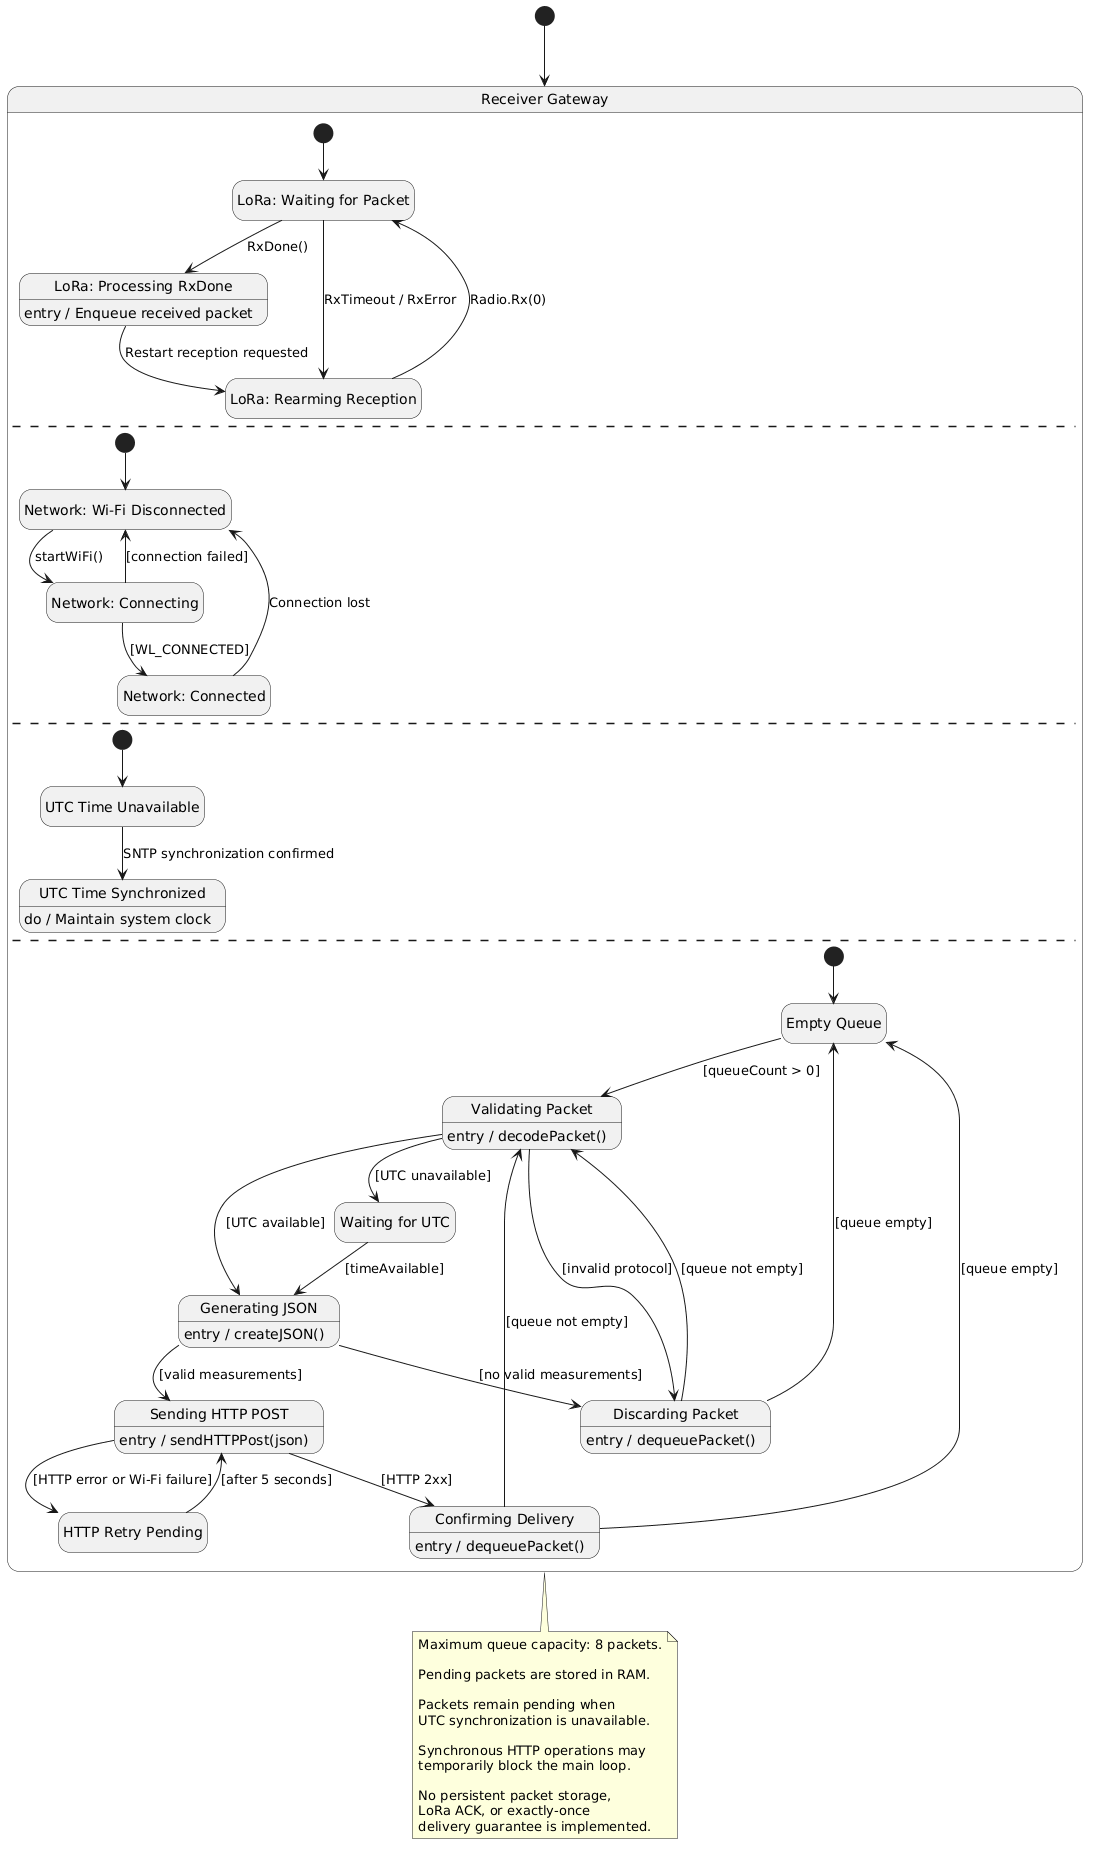 Receiver Gateway
LoRa: Waiting for Packet
RxDone()
LoRa: Processing RxDone
entry / Enqueue received packet
RxTimeout / RxError
Radio.Rx(0)
Restart reception requested
LoRa: Rearming Reception
Network: Wi-Fi Disconnected
startWiFi()
[connection failed]
Network: Connecting
Connection lost
[WL_CONNECTED]
Network: Connected
UTC Time Unavailable
SNTP synchronization confirmed
UTC Time Synchronized
do / Maintain system clock
Empty Queue
[queueCount > 0]
Validating Packet
entry / decodePacket()
[UTC unavailable]
[UTC available]
Waiting for UTC
[queue empty]
[timeAvailable]
[invalid protocol]
[queue not empty]
[queue empty]
Generating JSON
entry / createJSON()
[queue not empty]
[valid measurements]
[no valid measurements]
Sending HTTP POST
entry / sendHTTPPost(json)
Discarding Packet
entry / dequeuePacket()
[HTTP error or Wi-Fi failure]
[after 5 seconds]
[HTTP 2xx]
HTTP Retry Pending
Confirming Delivery
entry / dequeuePacket()
Maximum queue capacity: 8 packets.
Pending packets are stored in RAM.
Packets remain pending when
UTC synchronization is unavailable.
Synchronous HTTP operations may
temporarily block the main loop.
No persistent packet storage,
LoRa ACK, or exactly-once
delivery guarantee is implemented.